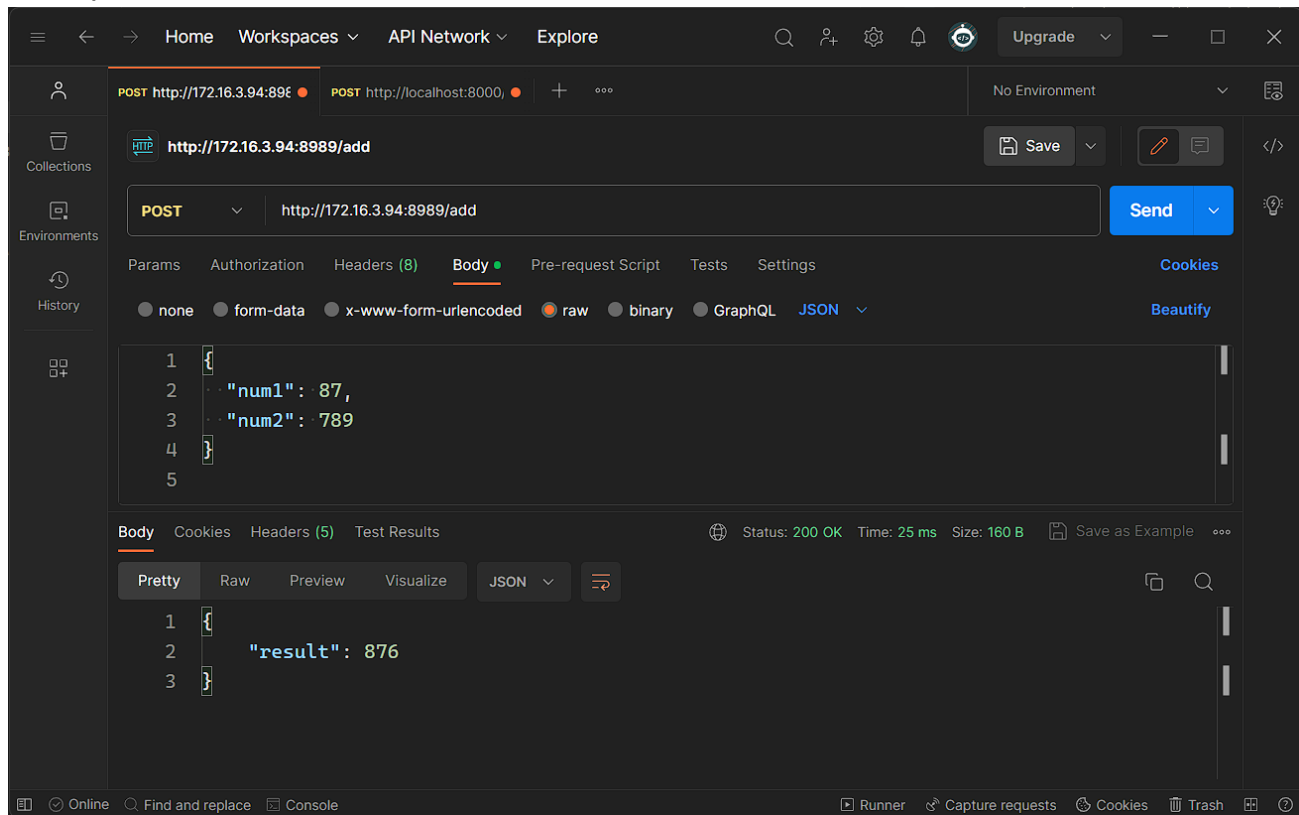 Home Workspaces API Network Explore Upgrade
POST http://172.16.3.94:898 POST http://localhost:8000/ No Environment
HTTP http://172.16.3.94:8989/add Save
Collections
POST http://172.16.3.94:8989/add Send
Environments
Params Authorization Headers (8) Body Pre-request Script Tests Settings Cookies
History
none form-data x-www-form-urlencoded raw binary GraphQL JSON Beautify
1 {
2 "num1": 87,
3 "num2": 789
4 }
5
Body Cookies Headers (5) Test Results Status: 200 OK Time: 25 ms Size: 160 B Save as Example
Pretty Raw Preview Visualize JSON
1 {
2 "result": 876
3 }
Online Find and replace Console Runner Capture requests Cookies Trash